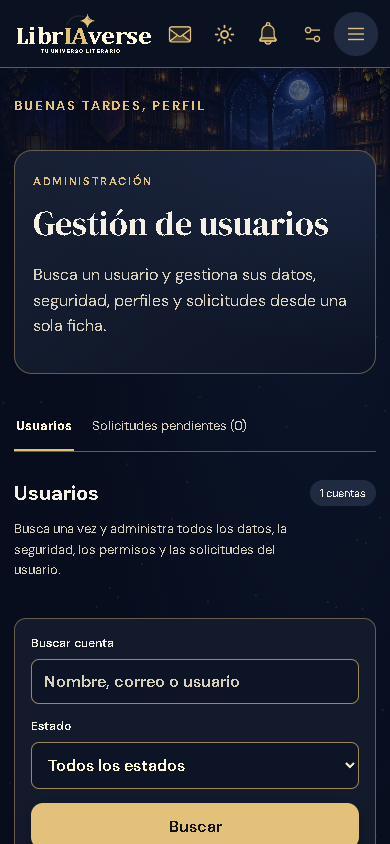 LibrIAverse
TU UNIVERSO LITERARIO
BUENAS TARDES, PERFIL
ADMINISTRACIÓN
Gestión de usuarios
Busca un usuario y gestiona sus datos,
seguridad, perfiles y solicitudes desde una
sola ficha.
Usuarios
Solicitudes pendientes (0)
Usuarios
1 cuentas
Busca una vez y administra todos los datos, la
seguridad, los permisos y las solicitudes del
usuario.
Buscar cuenta
Nombre, correo o usuario
Estado
Todos los estados
Buscar